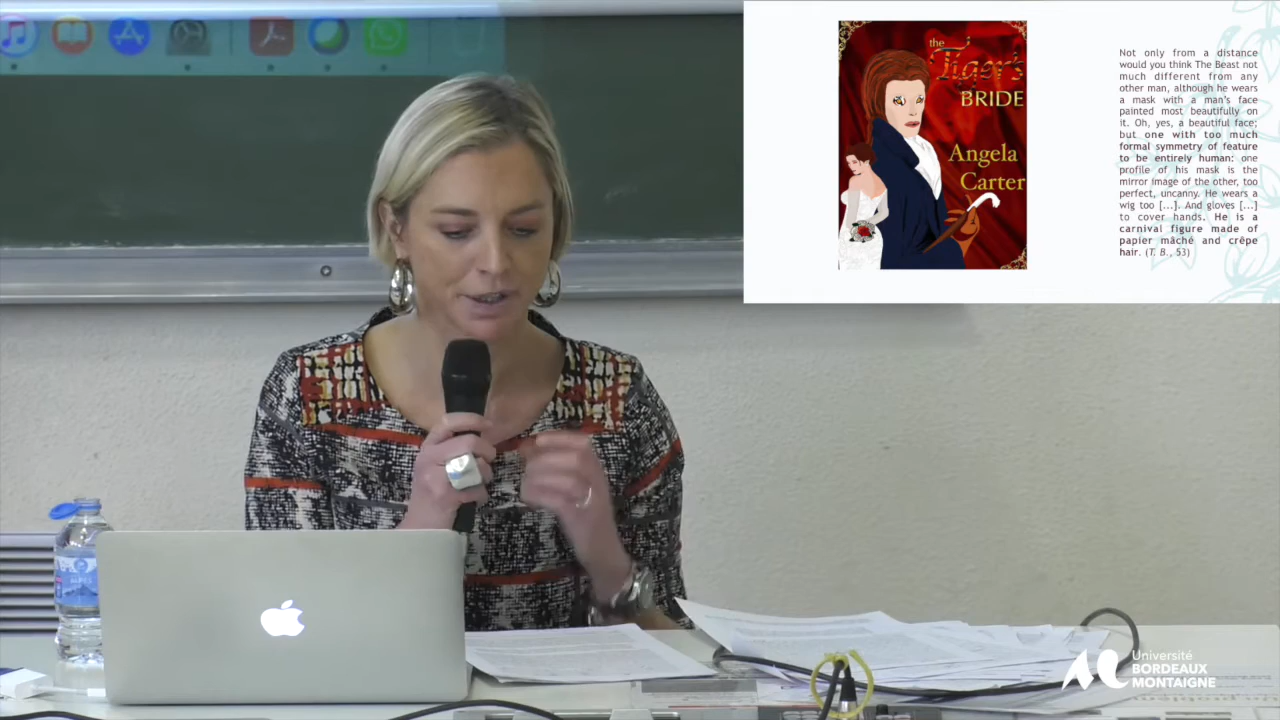 the
Tiger's
BRIDE
Angela
Carter
Not only from a distance
would you think The Beast not
much different from any
other man, although he wears
a mask with a man's face
painted most beautifully on
it. Oh, yes, a beautiful face;
but one with too much
formal symmetry of feature
to be entirely human: one
profile of his mask is the
mirror image of the other, too
perfect, uncanny. He wears a
wig too [...]. And gloves [...]
to cover hands. He is a
carnival figure made of
papier mâché and crêpe
hair. (T. B., 53)
Université
BORDEAUX
MONTAIGNE